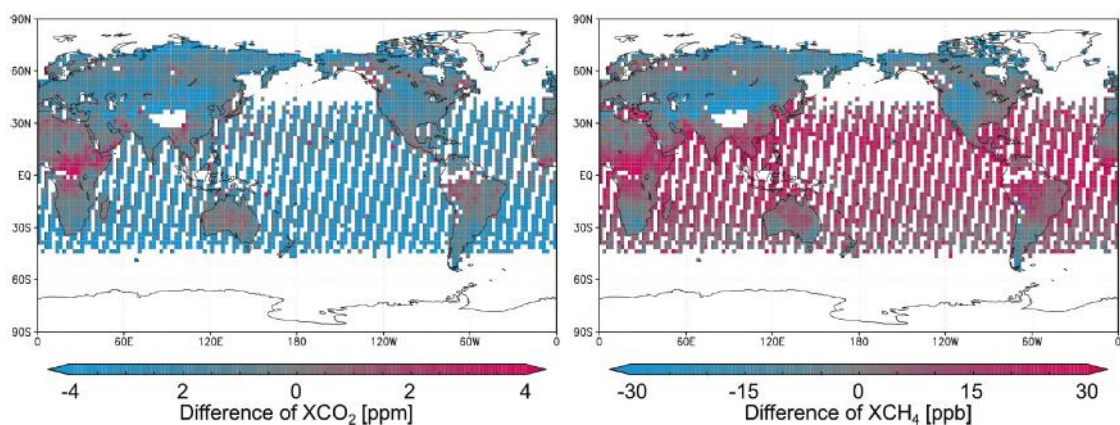 90N
60N
30N
EQ
30S
60S
90S
0 60E 120E 180 120W 60W 0
-4 2 0 2 4
Difference of XCO₂ [ppm]
90N
60N
30N
EQ
30S
60S
90S
0 60E 120E 180 120W 60W 0
-30 -15 0 15 30
Difference of XCH₄ [ppb]